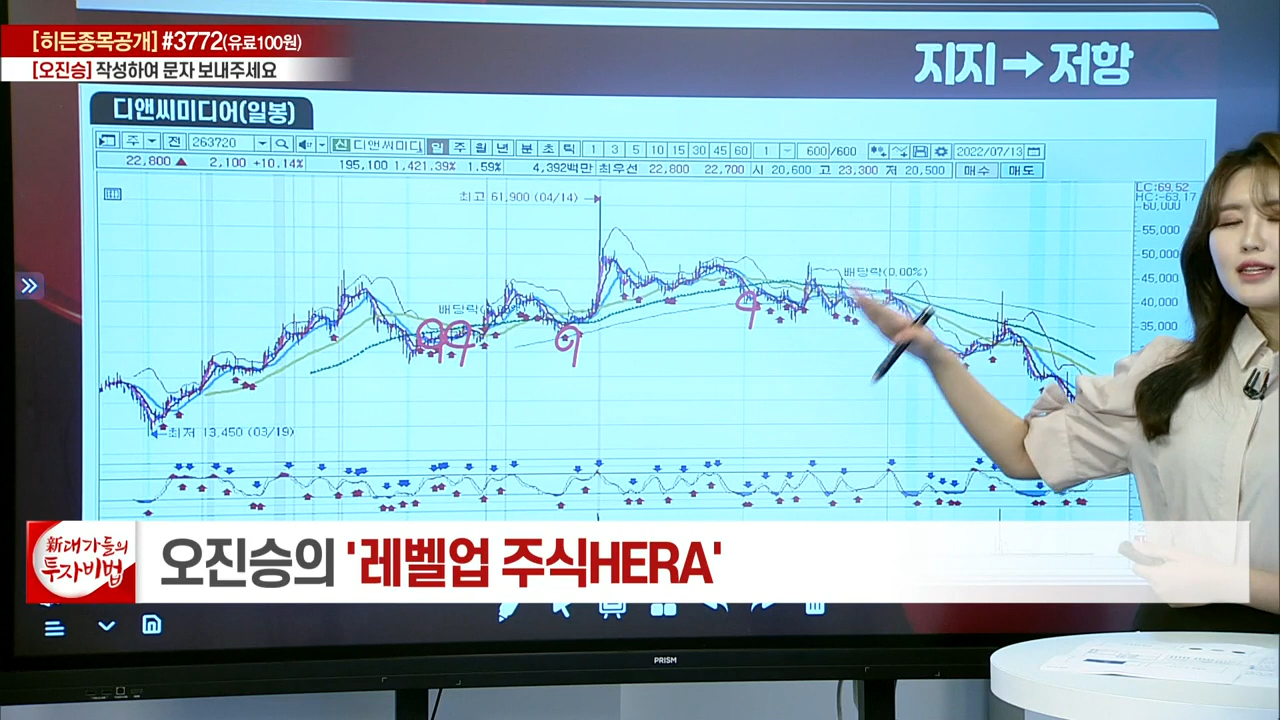 [히든종목공개] #3772(유료100원)
[오진승] 작성하여 문자 보내주세요
지지→저항
디앤씨미디어(일봉)
주 전 263720 신 디앤씨미디 일 주 월 년 분 초 틱 1 3 5 10 15 30 45 60 1 600/600 2022/07/13
22,800 ▲ 2,100 +10.14% 195,100 1,421.39% 1.59% 4,392백만 최우선 22,800 22,700 시 20,600 고 23,300 저 20,500 매수 매도
LC:69.52
HC:-63.17
최고 61,900 (04/14)
60,000
55,000
50,000
45,000
40,000
35,000
배당락(0.00%)
배당락(
최저 13,450 (03/19)
新대가들의
투자비법
오진승의 '레벨업 주식HERA'
PRISM